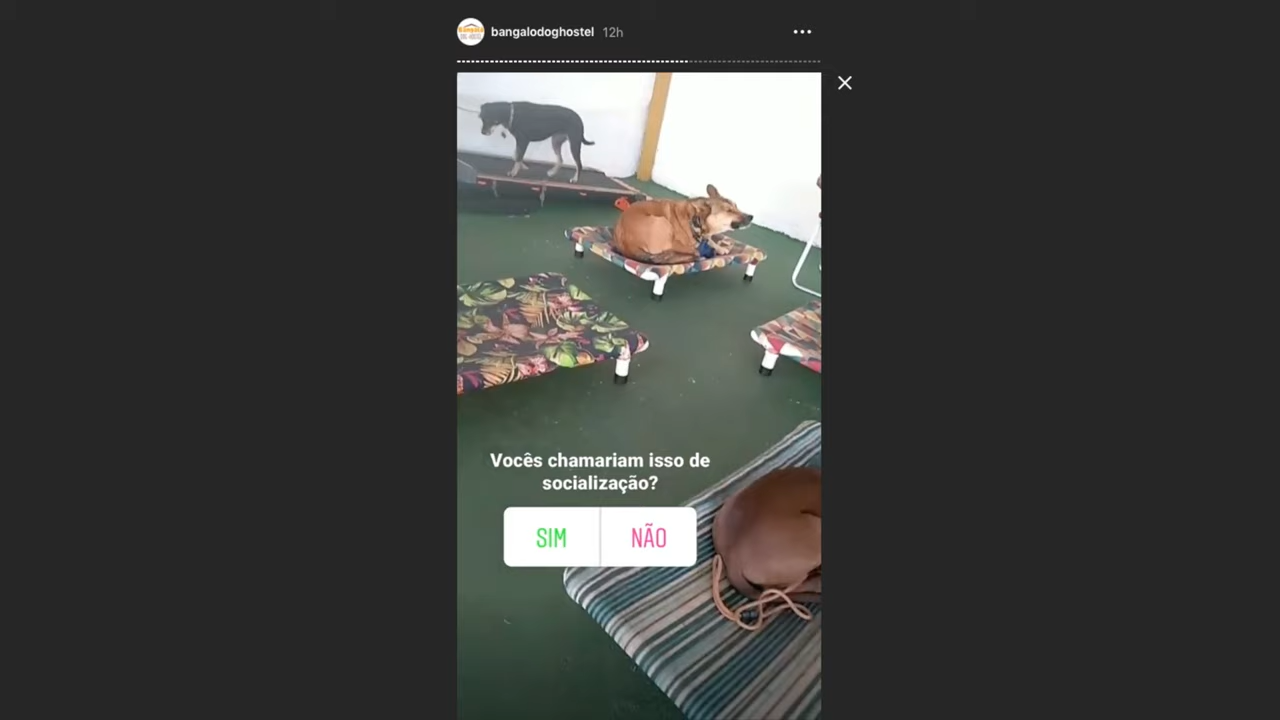 bangalodoghostel 12h
Vocês chamariam isso de
socialização?
SIM NÃO